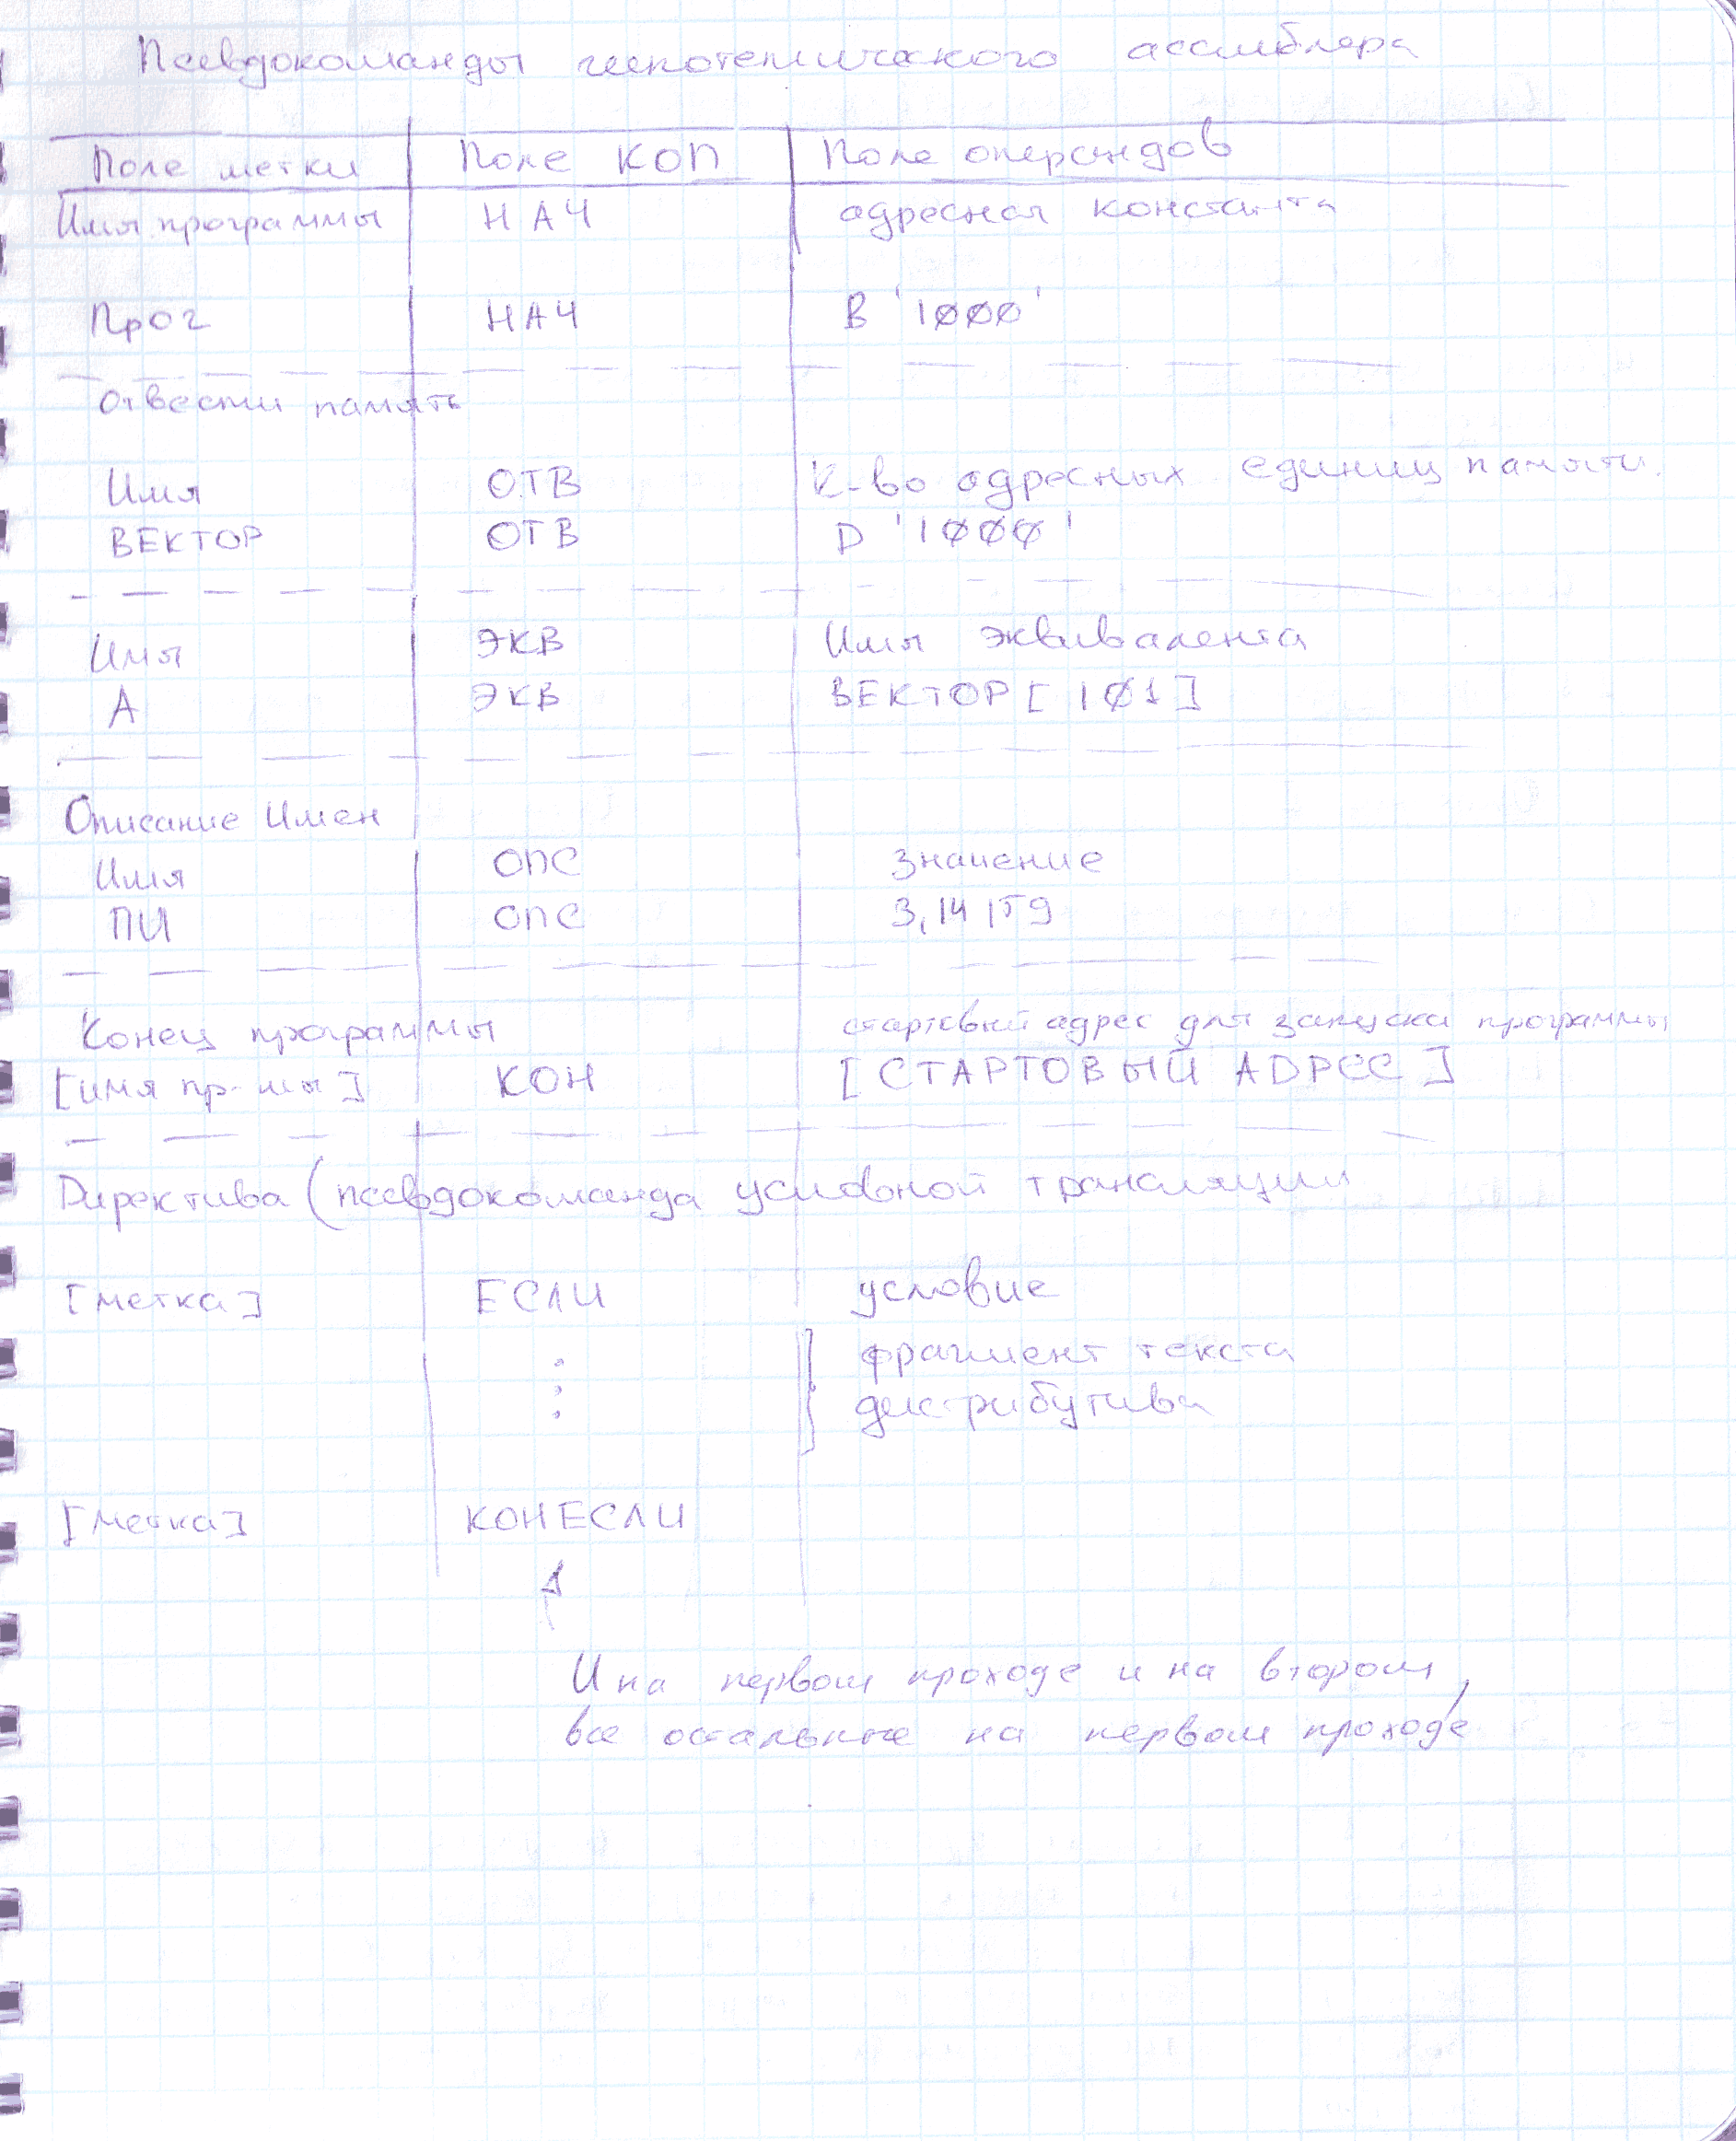 Псевдокоманды гипотетического ассемблера
Поле метки Поле КОП Поле операндов
Имя программы НАЧ адресная константа
Прог НАЧ В '1000'
Отвести память
Имя ОТВ К-во адресных единиц памяти.
ВЕКТОР ОТВ D '1000'
Имя ЭКВ Имя эквивалента
А ЭКВ ВЕКТОР [101]
Описание Имен
Имя ОПС значение
ПИ ОПС 3,14159
Конец программы стартовый адрес для запуска программы
[имя пр-мы] КОН [СТАРТОВЫЙ АДРЕС]
Директива (псевдокоманда условной трансляции
[метка] ЕСЛИ условие
фрагмент текста
дистрибутива
[метка] КОНЕСЛИ
И на первом проходе и на втором,
все остальные на первом проходе